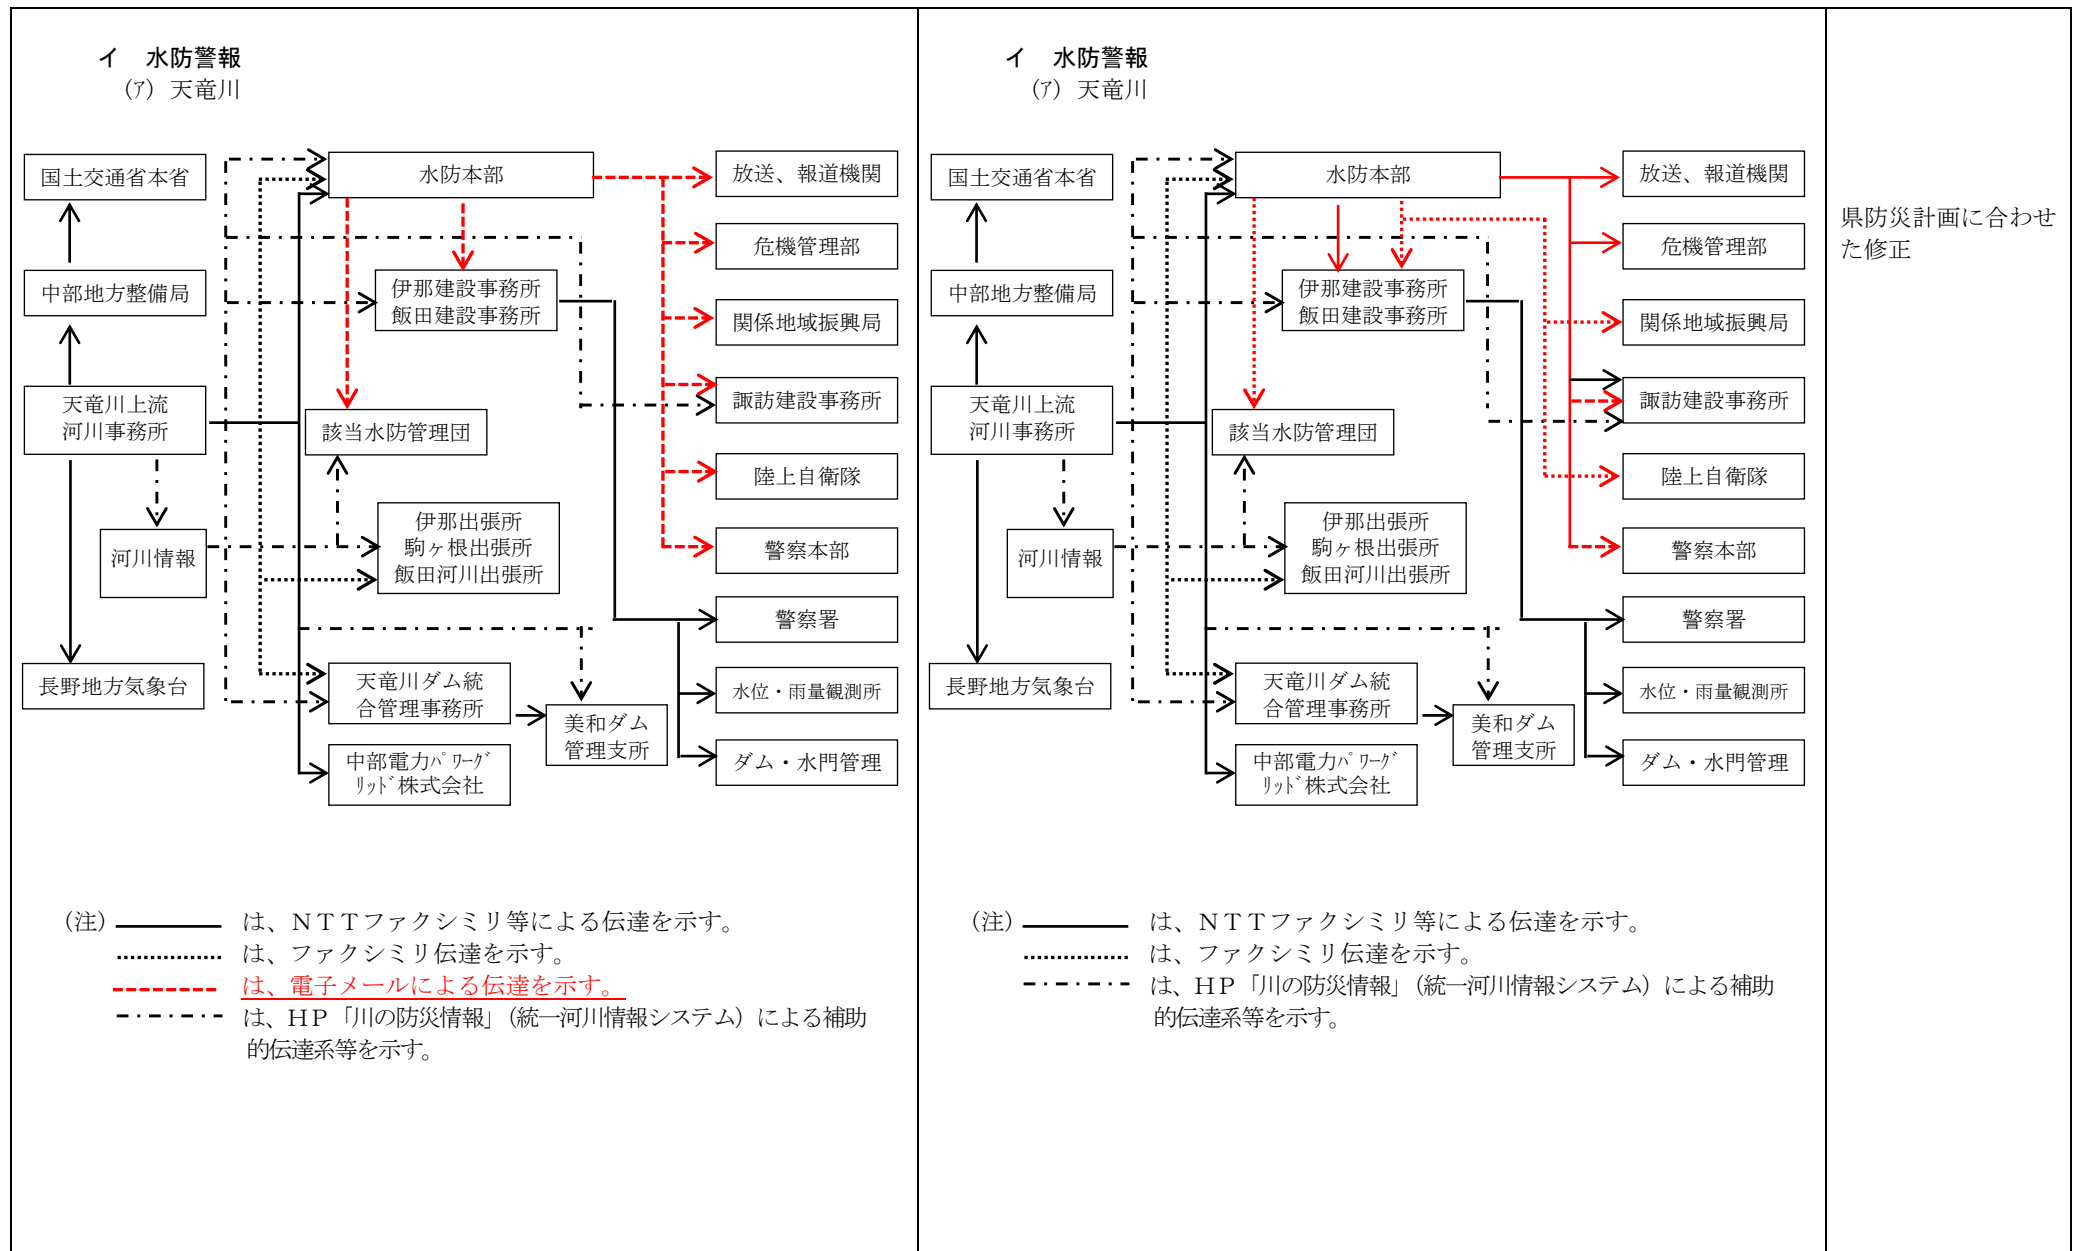 イ　水防警報
(ｱ) 天竜川
国土交通省本省
水防本部
放送、報道機関
危機管理部
中部地方整備局
伊那建設事務所
飯田建設事務所
関係地域振興局
天竜川上流
河川事務所
諏訪建設事務所
該当水防管理団
陸上自衛隊
河川情報
伊那出張所
駒ヶ根出張所
飯田河川出張所
警察本部
警察署
長野地方気象台
天竜川ダム統
合管理事務所
水位・雨量観測所
美和ダム
管理支所
中部電力ﾊﾟﾜｰｸﾞ
ﾘｯﾄﾞ株式会社
ダム・水門管理
(注)　は、ＮＴＴファクシミリ等による伝達を示す。
は、ファクシミリ伝達を示す。
は、電子メールによる伝達を示す。
は、ＨＰ「川の防災情報」（統一河川情報システム）による補助
的伝達系等を示す。
イ　水防警報
(ｱ) 天竜川
国土交通省本省
水防本部
放送、報道機関
危機管理部
中部地方整備局
伊那建設事務所
飯田建設事務所
関係地域振興局
天竜川上流
河川事務所
諏訪建設事務所
該当水防管理団
陸上自衛隊
河川情報
伊那出張所
駒ヶ根出張所
飯田河川出張所
警察本部
警察署
長野地方気象台
天竜川ダム統
合管理事務所
水位・雨量観測所
美和ダム
管理支所
中部電力ﾊﾟﾜｰｸﾞ
ﾘｯﾄﾞ株式会社
ダム・水門管理
(注)　は、ＮＴＴファクシミリ等による伝達を示す。
は、ファクシミリ伝達を示す。
は、ＨＰ「川の防災情報」（統一河川情報システム）による補助
的伝達系等を示す。
県防災計画に合わせ
た修正